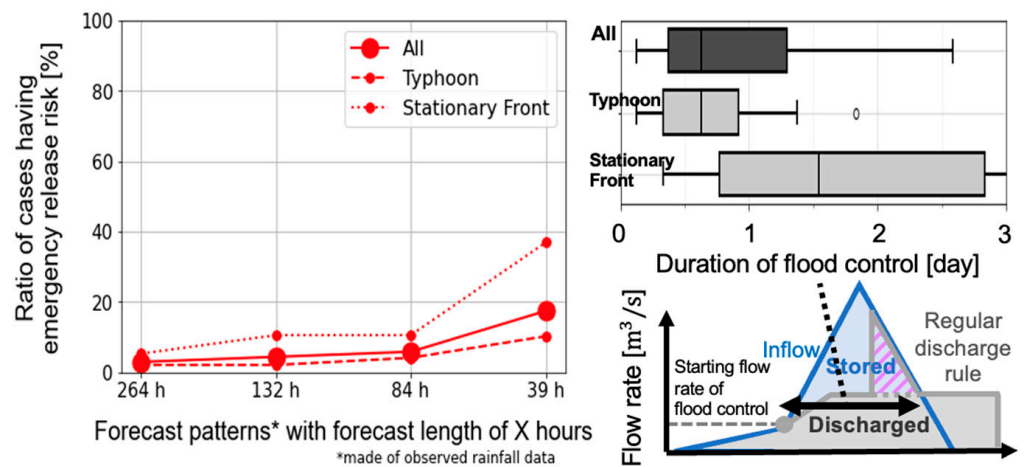 Ratio of cases having
emergency release risk [%]
100
80
60
40
20
0
All
Typhoon
Stationary Front
264 h
132 h
84 h
39 h
Forecast patterns* with forecast length of X hours
*made of observed rainfall data
All
Typhoon
Stationary
Front
0
1
2
3
Duration of flood control [day]
Flow rate [m³/s]
Inflow
Stored
Regular
discharge
rule
Starting flow
rate of
flood control
Discharged